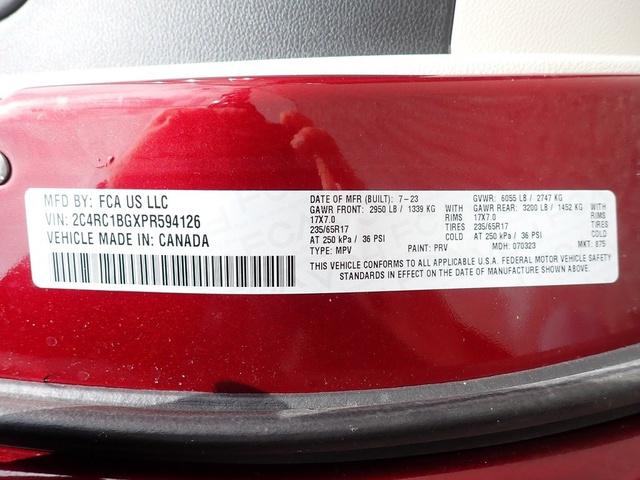 MFD BY: FCA US LLC
VIN: 2C4RC1BGXPR594126
VEHICLE MADE IN: CANADA
DATE OF MFR (BUILT): 7-23 GVWR: 6055 LB / 2747 KG
GAWR FRONT: 2950 LB / 1339 KG WITH GAWR REAR: 3200 LB / 1452 KG WITH
17X7.0 RIMS 17X7.0 RIMS
235/65R17 TIRES 235/65R17 TIRES
AT 250 kPa / 36 PSI COLD AT 250 kPa / 36 PSI COLD
TYPE: MPV PAINT: PRV MDH: 070323 MKT: 875
THIS VEHICLE CONFORMS TO ALL APPLICABLE U.S.A. FEDERAL MOTOR VEHICLE SAFETY
STANDARDS IN EFFECT ON THE DATE OF MANUFACTURE SHOWN ABOVE.